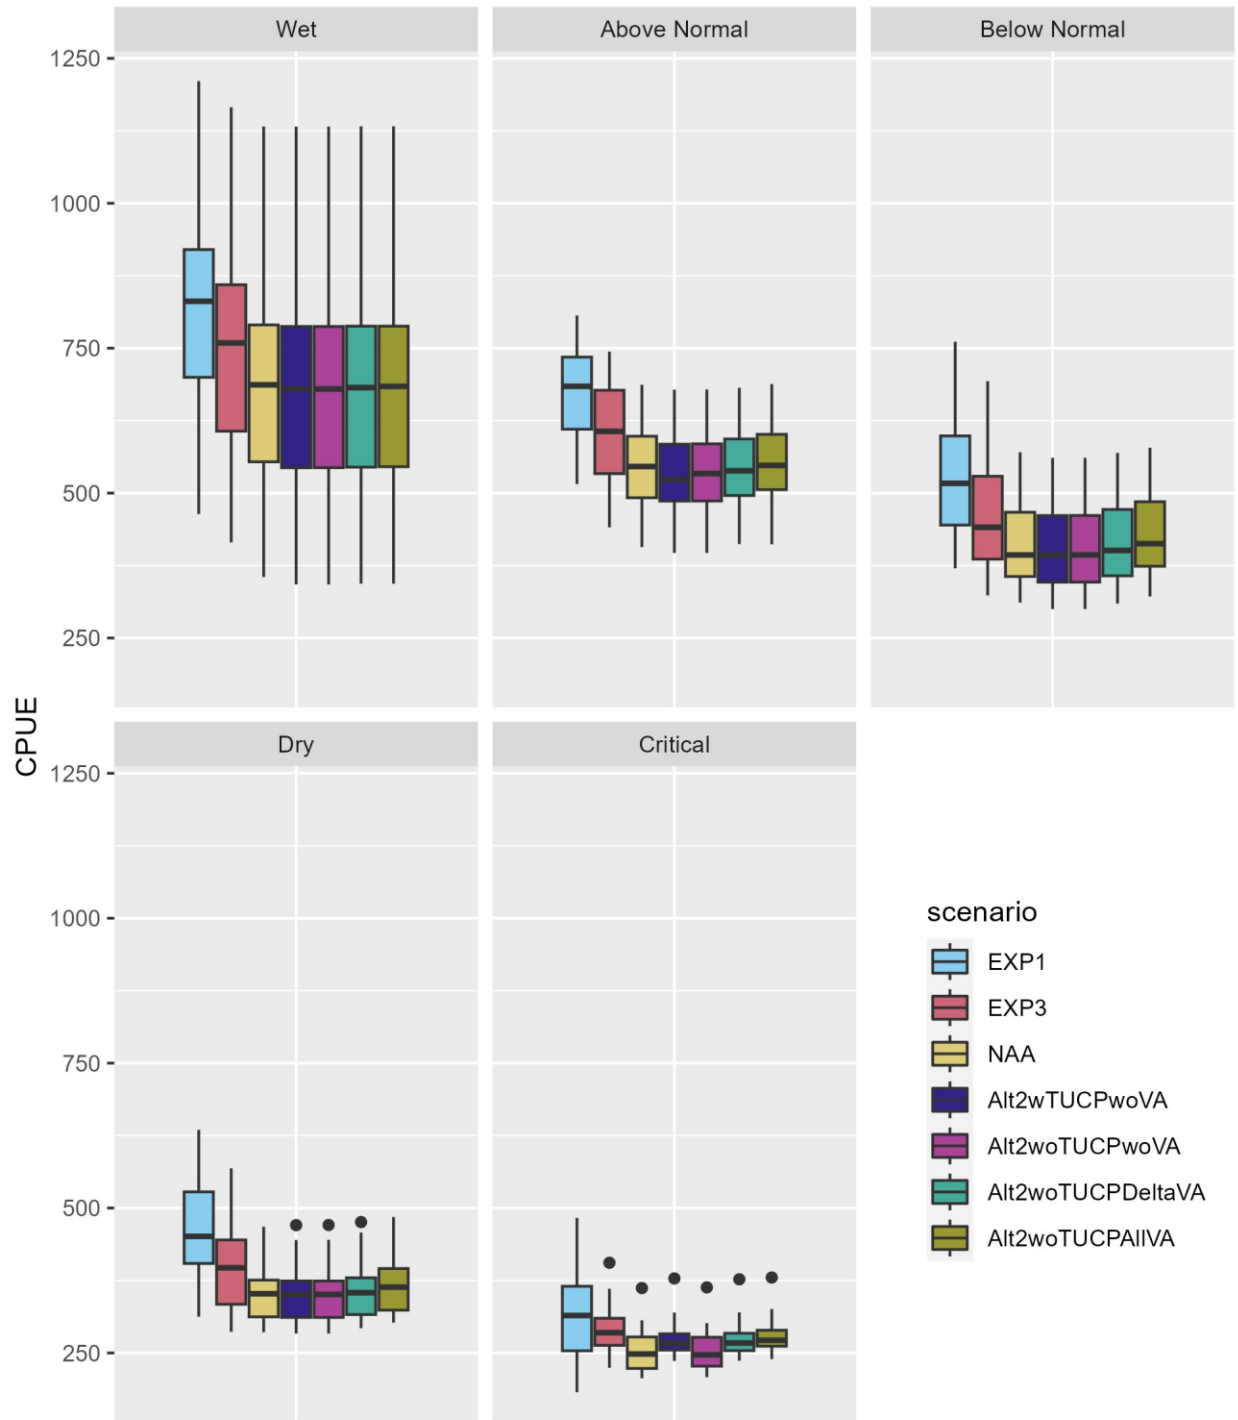 Wet
Above Normal
Below Normal
1250
1000
750
500
250
CPUE
Dry
Critical
1250
1000
750
500
250
scenario
EXP1
EXP3
NAA
Alt2wTUCPwoVA
Alt2woTUCPwoVA
Alt2woTUCPDeltaVA
Alt2woTUCPAllVA